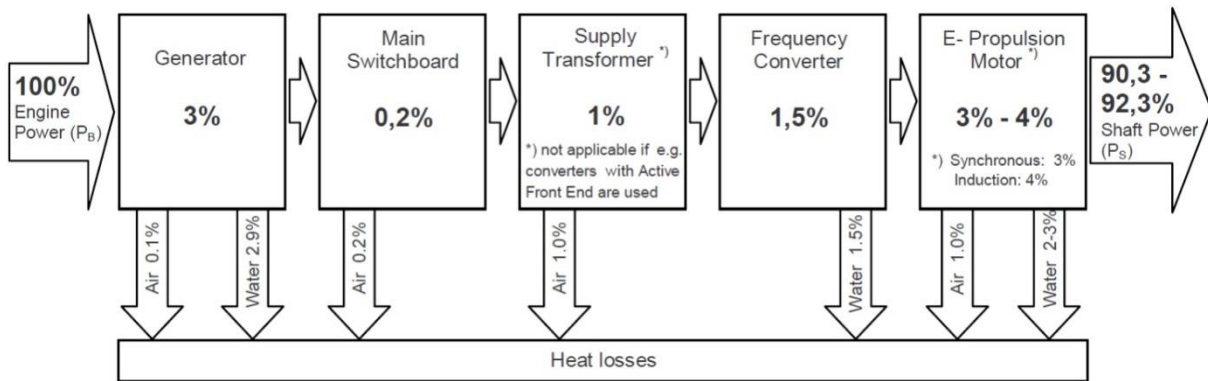 100%
Engine
Power (PB)
Generator
3%
Main
Switchboard
0,2%
Supply
Transformer *)
1%
*) not applicable if e.g.
converters with Active
Front End are used
Frequency
Converter
1,5%
E- Propulsion
Motor *)
3% - 4%
*) Synchronous: 3%
Induction: 4%
90,3 -
92,3%
Shaft Power
(PS)
Air 0.1%
Water 2.9%
Air 0.2%
Air 1.0%
Water 1.5%
Air 1.0%
Water 2-3%
Heat losses